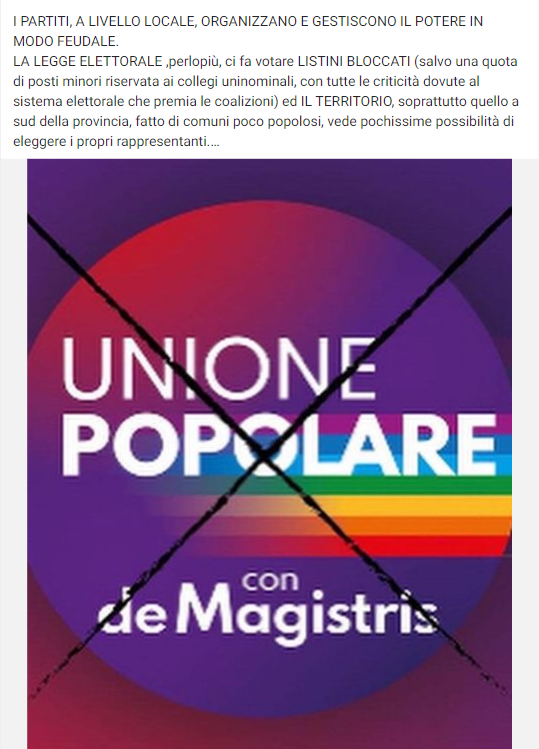 I PARTITI, A LIVELLO LOCALE, ORGANIZZANO E GESTISCONO IL POTERE IN
MODO FEUDALE.
LA LEGGE ELETTORALE ,perlopiù, ci fa votare LISTINI BLOCCATI (salvo una quota
di posti minori riservata ai collegi uninominali, con tutte le criticità dovute al
sistema elettorale che premia le coalizioni) ed IL TERRITORIO, soprattutto quello a
sud della provincia, fatto di comuni poco popolosi, vede pochissime possibilità di
eleggere i propri rappresentanti....
UNIONE
POPOLARE
con
de Magistris